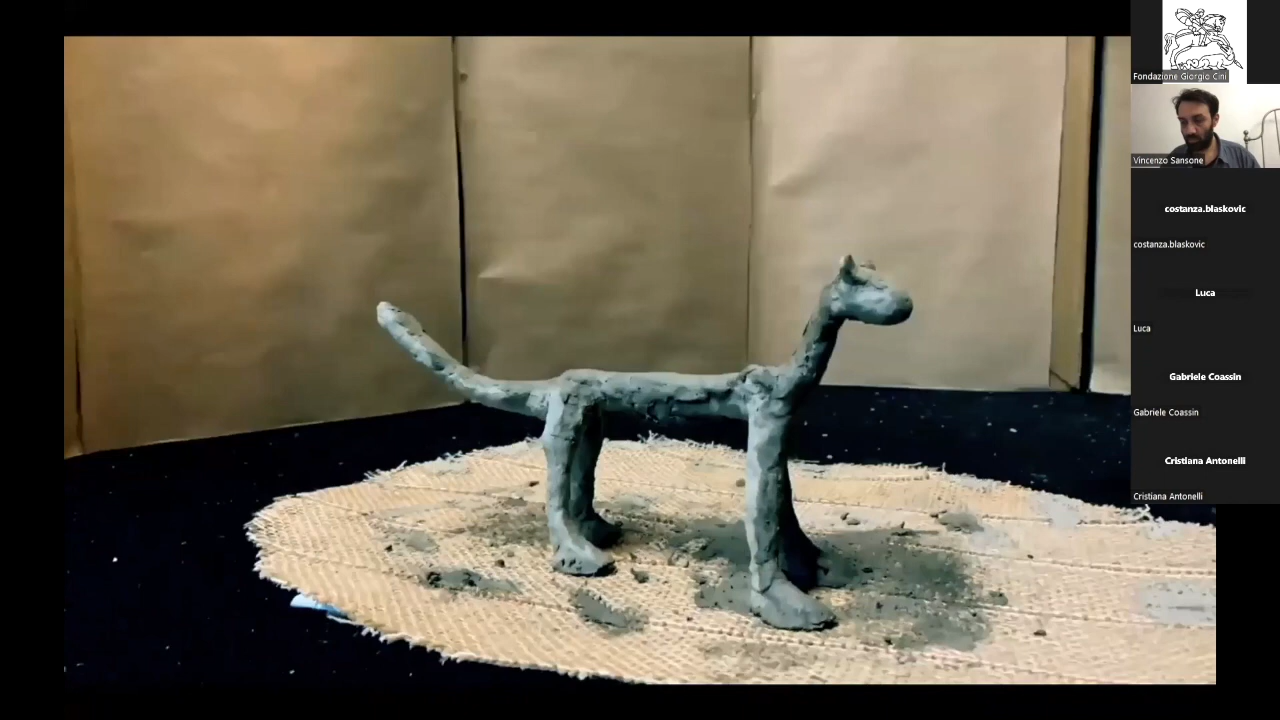 Fondazione Giorgio Cini
Vincenzo Sansone
costanza.blaskovic
costanza.blaskovic
Luca
Luca
Gabriele Coassin
Gabriele Coassin
Cristiana Antonelli
Cristiana Antonelli